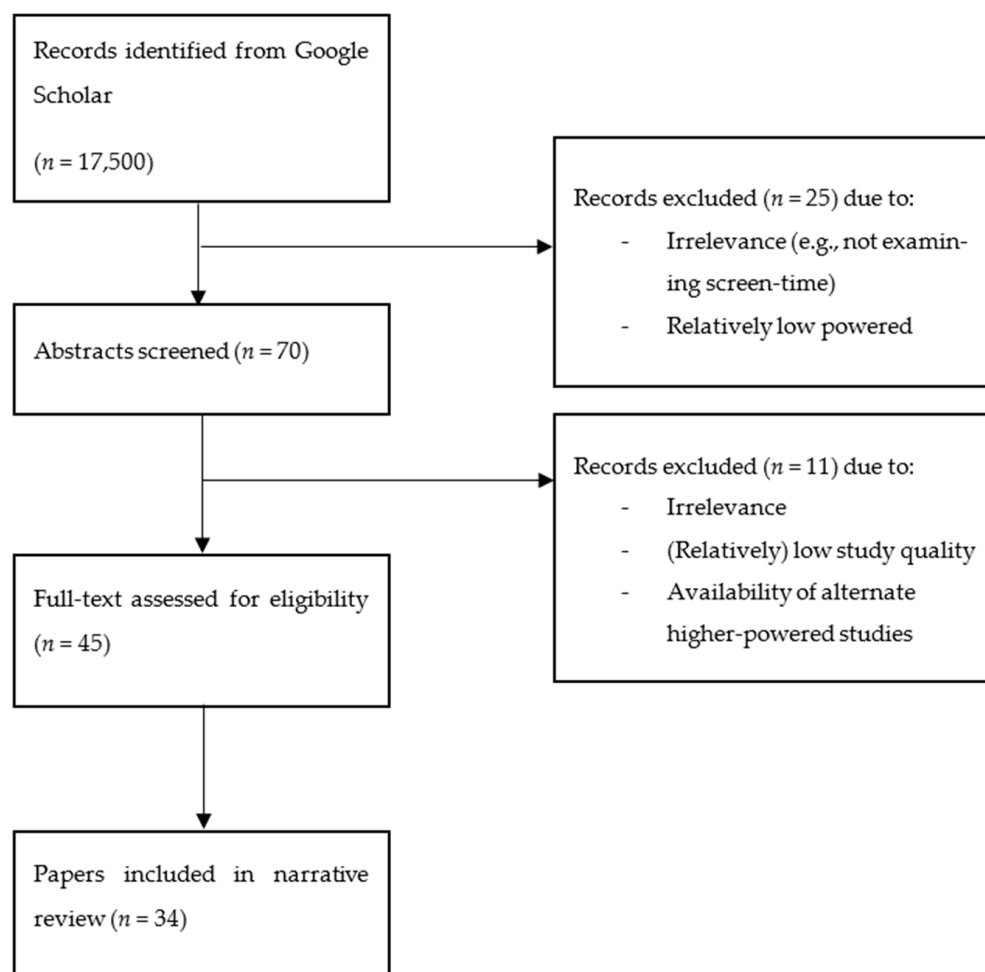 Records identified from Google
Scholar
(n = 17,500)
Records excluded (n = 25) due to:
- Irrelevance (e.g., not examin-
ing screen-time)
- Relatively low powered
Abstracts screened (n = 70)
Records excluded (n = 11) due to:
- Irrelevance
- (Relatively) low study quality
- Availability of alternate
higher-powered studies
Full-text assessed for eligibility
(n = 45)
Papers included in narrative
review (n = 34)